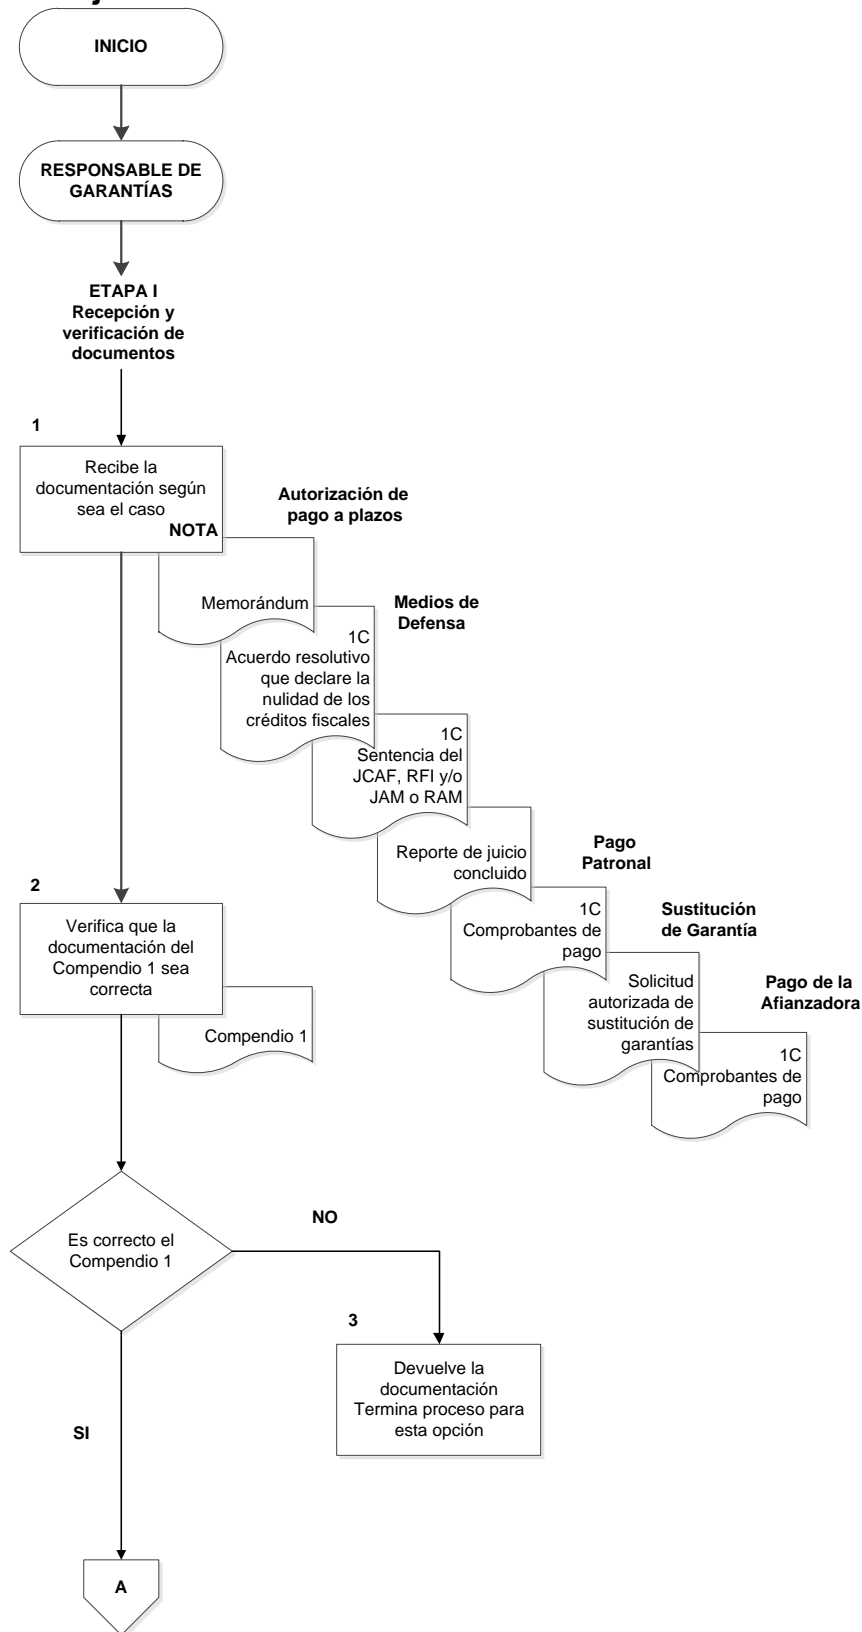 INICIO
RESPONSABLE DE
GARANTÍAS
ETAPA I
Recepción y
verificación de
documentos
1
Recibe la
documentación según
sea el caso
NOTA
Autorización de
pago a plazos
Memorándum
Medios de
Defensa
1C
Acuerdo resolutivo
que declare la
nulidad de los
créditos fiscales
1C
Sentencia del
JCAF, RFI y/o
JAM o RAM
Reporte de juicio
concluido
Pago
Patronal
1C
Comprobantes de
pago
Sustitución
de Garantía
Solicitud
autorizada de
sustitución de
garantías
Pago de la
Afianzadora
1C
Comprobantes de
pago
2
Verifica que la
documentación del
Compendio 1 sea
correcta
Compendio 1
Es correcto el
Compendio 1
NO
3
Devuelve la
documentación
Termina proceso para
esta opción
SI
A